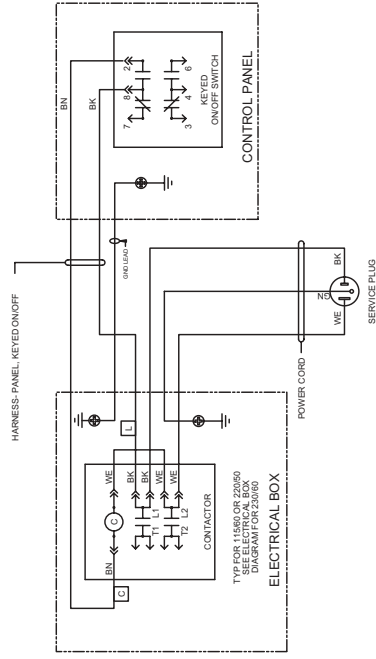 HARNESS- PANEL, KEYED ON/OFF
BN
BK
2
8
7
6
4
3
KEYED
ON/OFF SWITCH
CONTROL PANEL
GND LEAD
L
C
BN
C
WE
BK
BK
WE
WE
T1
L1
T2
L2
CONTACTOR
TYP.FOR 115/60 OR 220/50
SEE ELECTRICAL BOX
DIAGRAM FOR 230/60
ELECTRICAL BOX
POWER CORD
WE
GN
BK
SERVICE PLUG